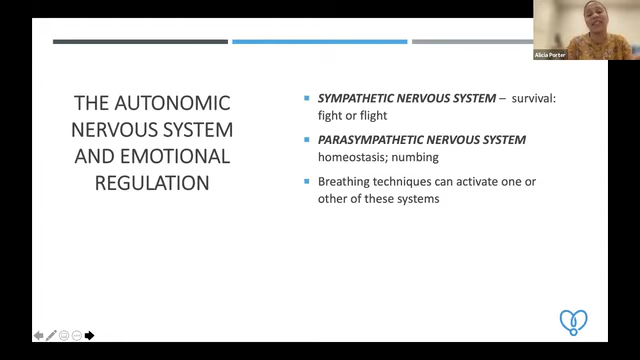 THE AUTONOMIC
NERVOUS SYSTEM
AND EMOTIONAL
REGULATION
SYMPATHETIC NERVOUS SYSTEM – survival:
fight or flight
PARASYMPATHETIC NERVOUS SYSTEM
homeostasis; numbing
Breathing techniques can activate one or
other of these systems
Alicia Porter